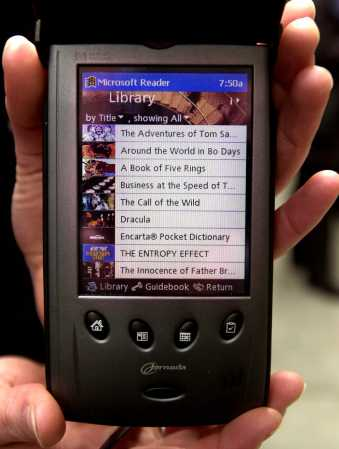 Microsoft Reader 7:50a
Library
by Title , showing All
The Adventures of Tom Sa...
Around the World in 80 Days
A Book of Five Rings
Business at the Speed of T...
The Call of the Wild
Dracula
Encarta® Pocket Dictionary
THE ENTROPY EFFECT
The Innocence of Father Br...
Library Guidebook Return
Jornada